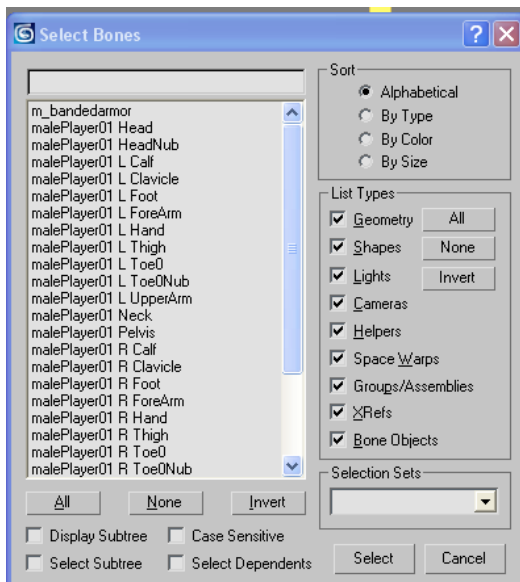 Select Bones
m_bandedarmor
malePlayer01 Head
malePlayer01 HeadNub
malePlayer01 L Calf
malePlayer01 L Clavicle
malePlayer01 L Foot
malePlayer01 L ForeArm
malePlayer01 L Hand
malePlayer01 L Thigh
malePlayer01 L Toe0
malePlayer01 L Toe0Nub
malePlayer01 L UpperArm
malePlayer01 Neck
malePlayer01 Pelvis
malePlayer01 R Calf
malePlayer01 R Clavicle
malePlayer01 R Foot
malePlayer01 R ForeArm
malePlayer01 R Hand
malePlayer01 R Thigh
malePlayer01 R Toe0
malePlayer01 R Toe0Nub
All None Invert
Display Subtree Case Sensitive
Select Subtree Select Dependents
Sort
Alphabetical
By Type
By Color
By Size
List Types
Geometry All
Shapes None
Lights Invert
Cameras
Helpers
Space Warps
Groups/Assemblies
XRefs
Bone Objects
Selection Sets
Select Cancel